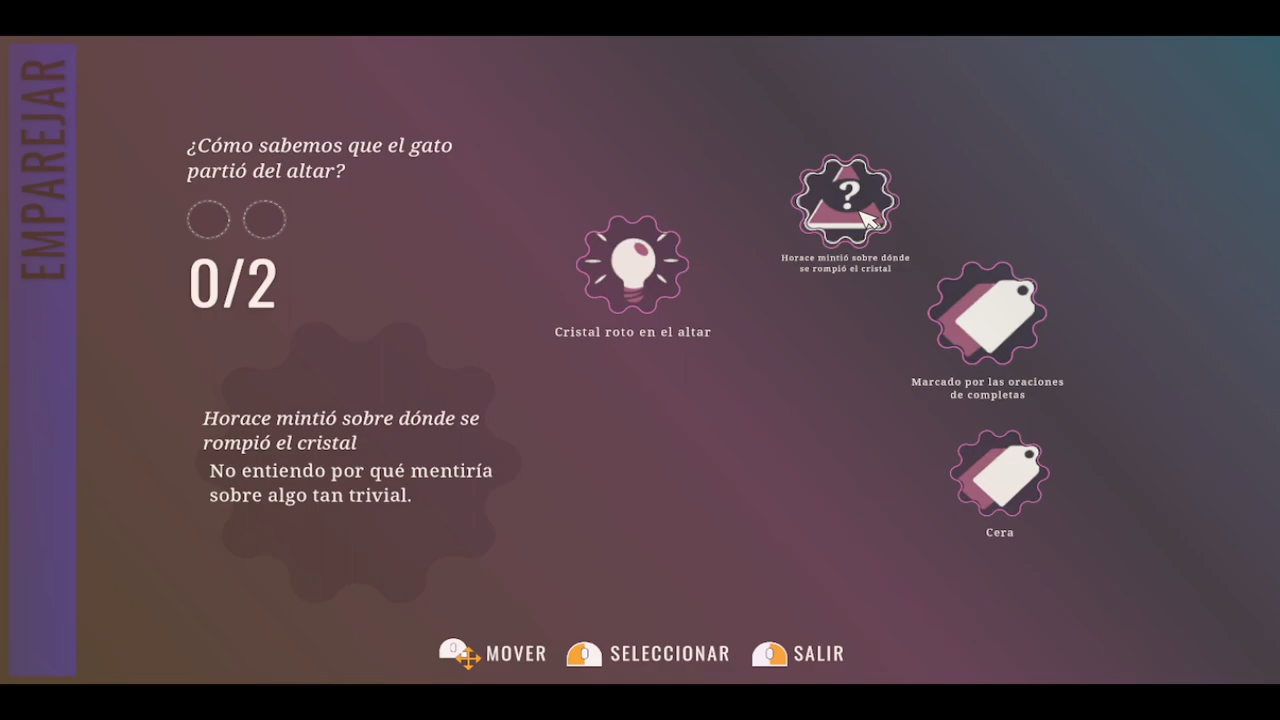 EMPAREJAR
¿Cómo sabemos que el gato
partió del altar?
0/2
Horace mintió sobre dónde se
rompió el cristal
No entiendo por qué mentiría
sobre algo tan trivial.
Cristal roto en el altar
?
Horace mintió sobre dónde
se rompió el cristal
Marcado por las oraciones
de completas
Cera
MOVER
SELECCIONAR
SALIR